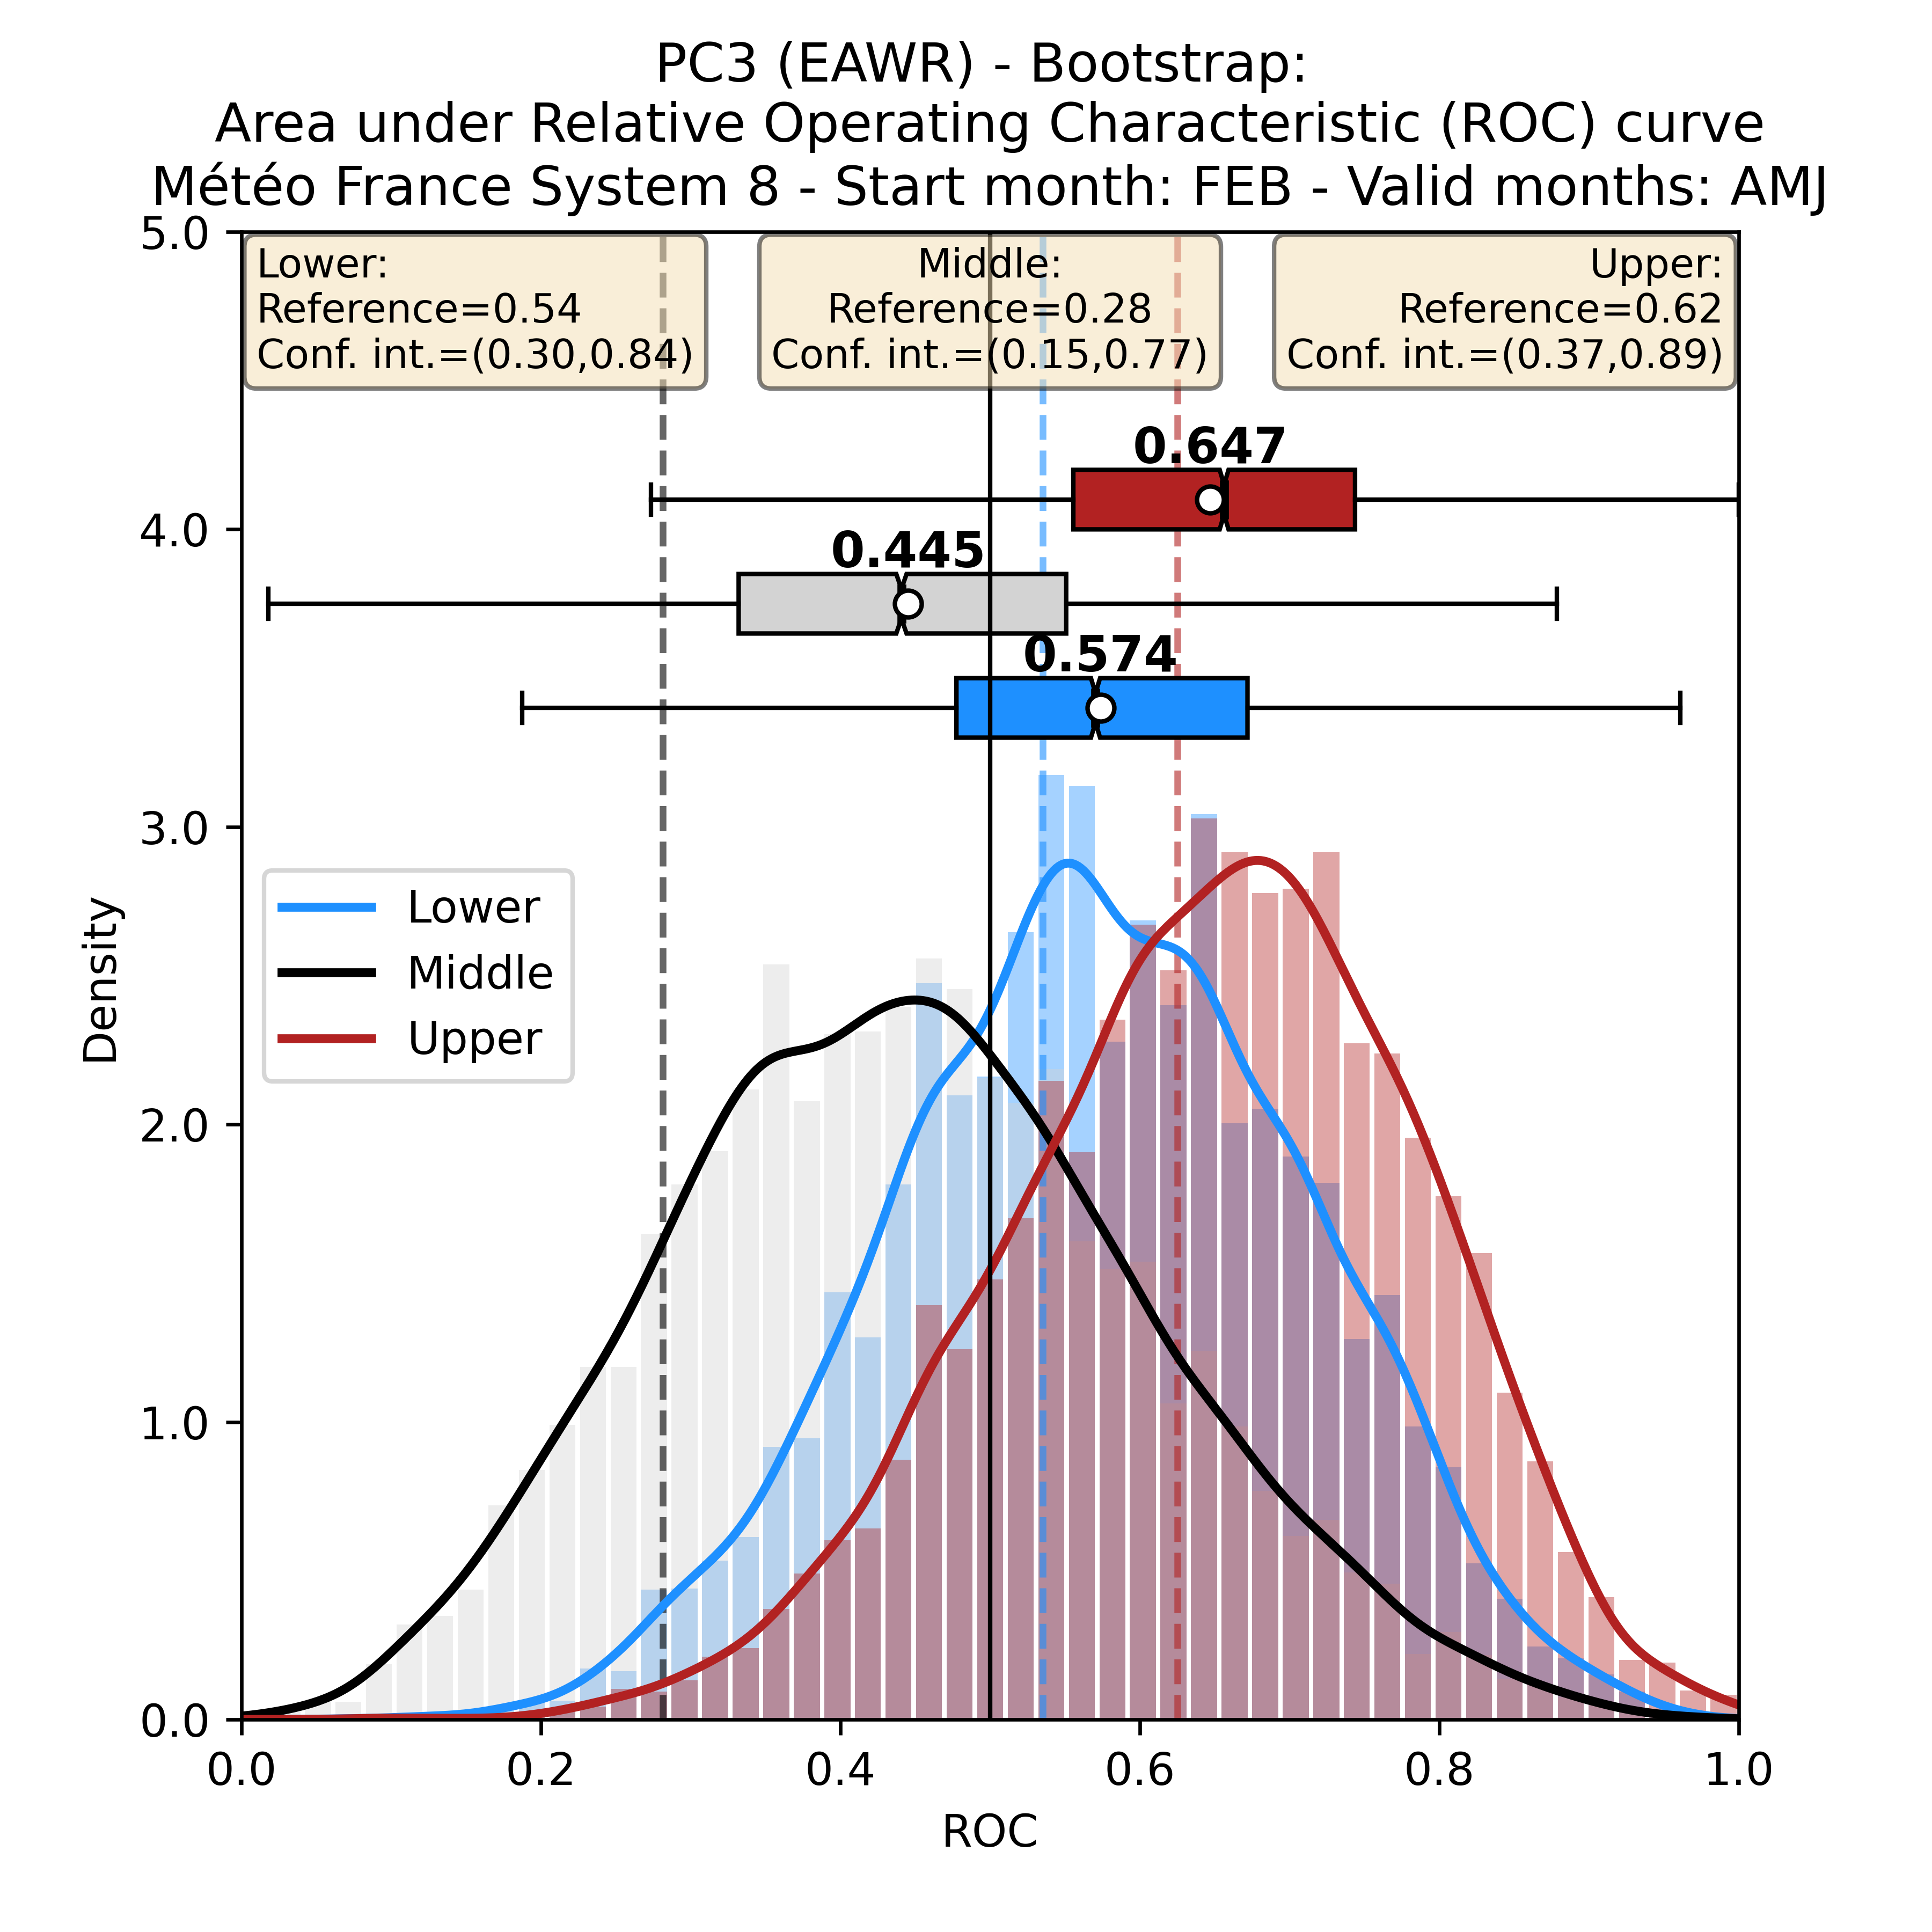 PC3 (EAWR) - Bootstrap:
Area under Relative Operating Characteristic (ROC) curve
Météo France System 8 - Start month: FEB - Valid months: AMJ
Lower:
Reference=0.54
Conf. int.=(0.30,0.84)
Middle:
Reference=0.28
Conf. int.=(0.15,0.77)
Upper:
Reference=0.62
Conf. int.=(0.37,0.89)
0.647
0.445
0.574
5.0
4.0
3.0
2.0
1.0
0.0
Density
Lower
Middle
Upper
0.0
0.2
0.4
0.6
0.8
1.0
ROC